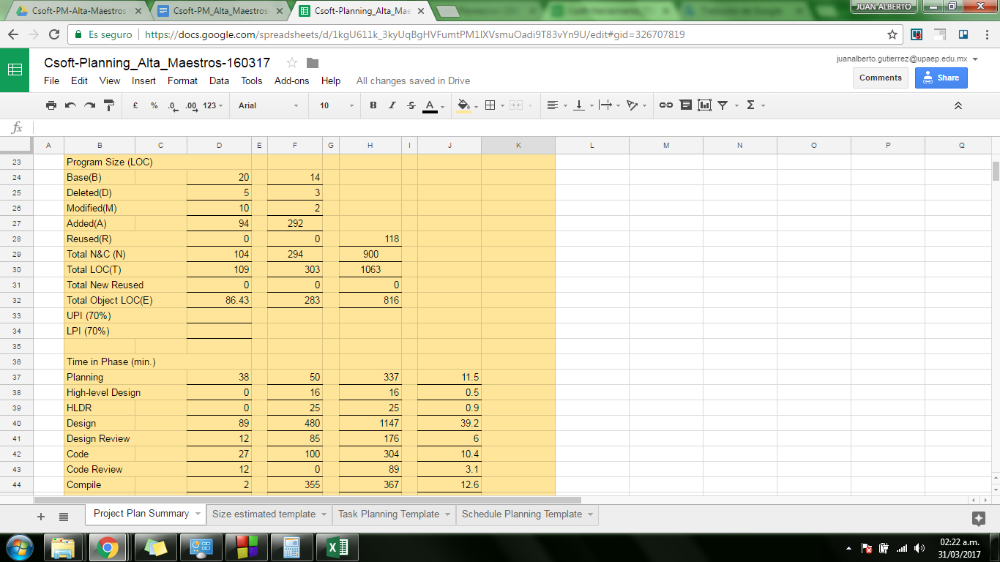 Csoft-PM-Alta-Maestros
Csoft-PM_Alta_Maestros-
Csoft-Planning_Alta_Mae
JUAN ALBERTO
Es seguro https://docs.google.com/spreadsheets/d/1kgU611k_3kyUqBgHVFumtPM1lXVsmuOadi9T83vYn9U/edit#gid=326707819
Csoft-Planning_Alta_Maestros-160317
juanalberto.gutierrez@upaep.edu.mx
File Edit View Insert Format Data Tools Add-ons Help All changes saved in Drive
Comments Share
£ % .0 .00 123 Arial 10 B I S A Σ
fx
A B C D E F G H I J K L M N O P Q
23 Program Size (LOC)
24 Base(B) 20 14
25 Deleted(D) 5 3
26 Modified(M) 10 2
27 Added(A) 94 292
28 Reused(R) 0 0 118
29 Total N&C (N) 104 294 900
30 Total LOC(T) 109 303 1063
31 Total New Reused 0 0 0
32 Total Object LOC(E) 86.43 283 816
33 UPI (70%)
34 LPI (70%)
35
36 Time in Phase (min.)
37 Planning 38 50 337 11.5
38 High-level Design 0 16 16 0.5
39 HLDR 0 25 25 0.9
40 Design 89 480 1147 39.2
41 Design Review 12 85 176 6
42 Code 27 100 304 10.4
43 Code Review 12 0 89 3.1
44 Compile 2 355 367 12.6
Project Plan Summary Size estimated template Task Planning Template Schedule Planning Template
02:22 a.m.
31/03/2017